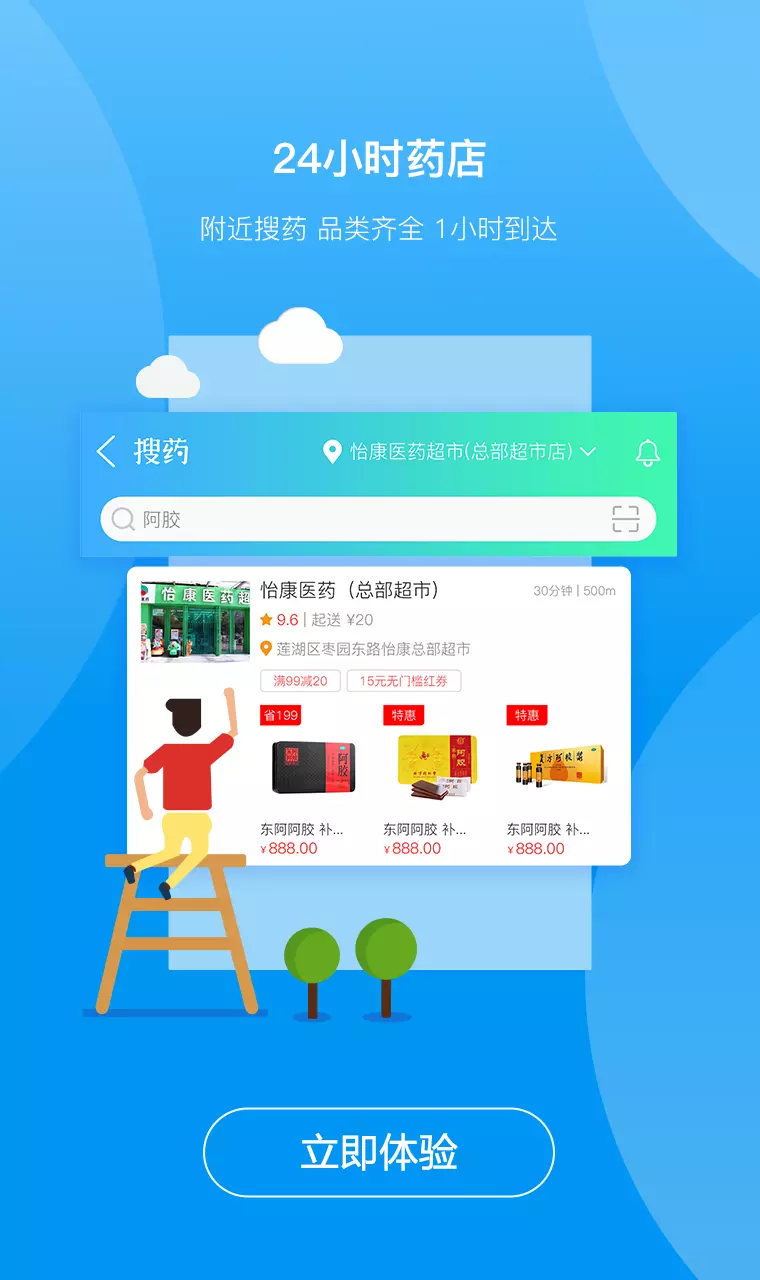 24小时药店
附近搜药 品类齐全 1小时到达
搜药
怡康医药超市(总部超市店)
阿胶
怡康医药超
怡康医药（总部超市）
30分钟 | 500m
9.6 | 起送 ¥20
莲湖区枣园东路怡康总部超市
满99减20
15元无门槛红券
省199
特惠
特惠
阿胶
阿胶
复方阿胶浆
东阿阿胶 补...
东阿阿胶 补...
东阿阿胶 补...
¥888.00
¥888.00
¥888.00
立即体验